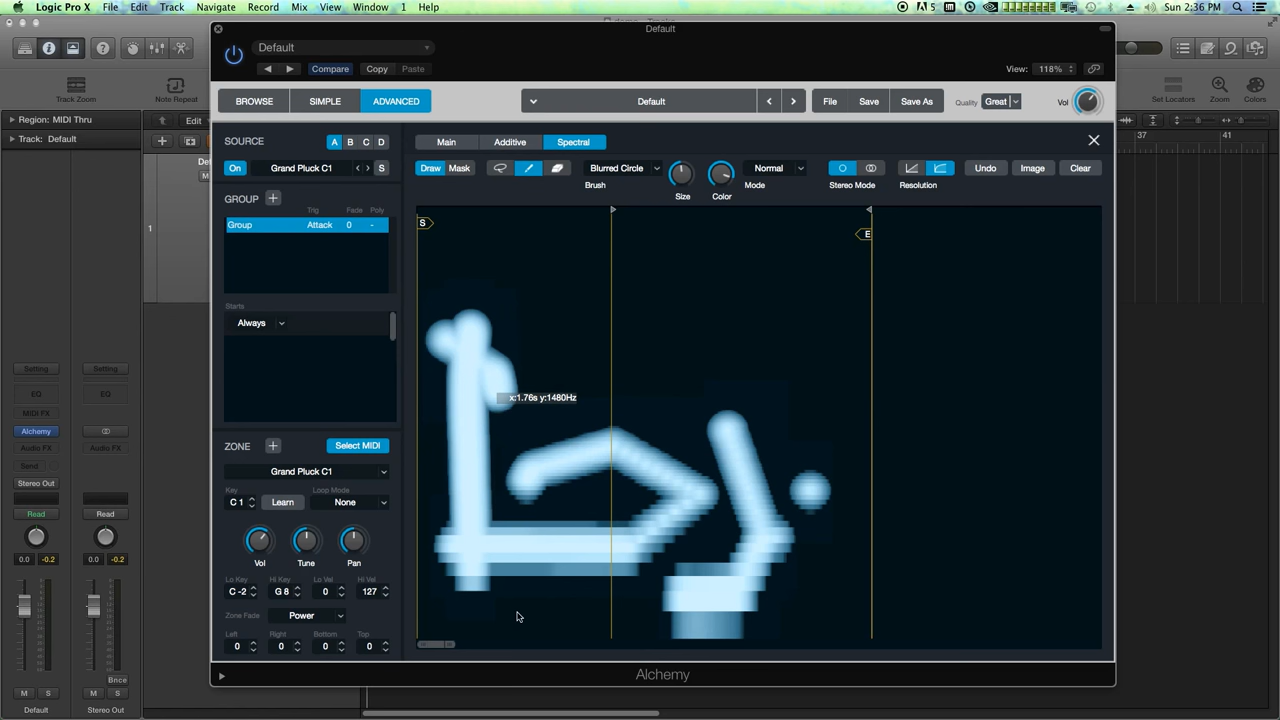 Logic Pro X File Edit Track Navigate Record Mix View Window 1 Help
5 Sun 2:36 PM
Default
Default
Compare Copy Paste View: 118%
Track Zoom Note Repeat Set Locators Zoom Colors
BROWSE SIMPLE ADVANCED Default File Save Save As Quality Great Vol
Region: MIDI Thru
Edit
37 41
Track: Default
SOURCE A B C D Main Additive Spectral
On Grand Pluck C1 S Draw Mask Blurred Circle Normal Undo Image Clear
Brush Size Color Mode Stereo Mode Resolution
GROUP
Trig Fade Poly
Group Attack 0 -
S
E
1
Starts
Always
Setting Setting
EQ EQ
MIDI FX
Alchemy
Audio FX Audio FX
Send
Stereo Out
Read Read
0.0 -0.2 0.0 -0.2
x:1.76s y:1480Hz
ZONE Select MIDI
Grand Pluck C1
Key Loop Mode
C 1 Learn None
Vol Tune Pan
Lo Key Hi Key Lo Vel Hi Vel
C -2 G 8 0 127
Zone Fade Power
Left Right Bottom Top
0 0 0 0
Alchemy
Bnce
M S M S
Default Stereo Out